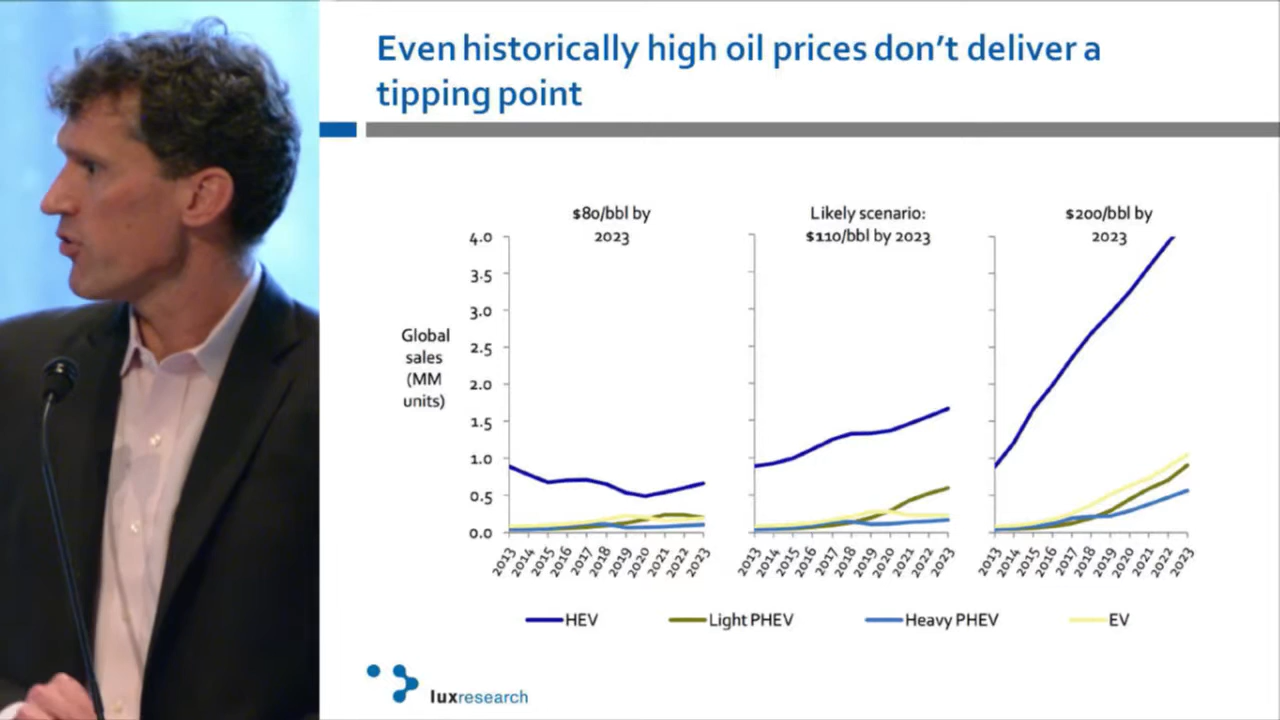 Even historically high oil prices don't deliver a
tipping point
$80/bbl by
2023
Likely scenario:
$110/bbl by 2023
$200/bbl by
2023
Global
sales
(MM
units)
4.0
3.5
3.0
2.5
2.0
1.5
1.0
0.5
0.0
2013 2014 2015 2016 2017 2018 2019 2020 2021 2022 2023
2013 2014 2015 2016 2017 2018 2019 2020 2021 2022 2023
2013 2014 2015 2016 2017 2018 2019 2020 2021 2022 2023
HEV Light PHEV Heavy PHEV EV
luxresearch